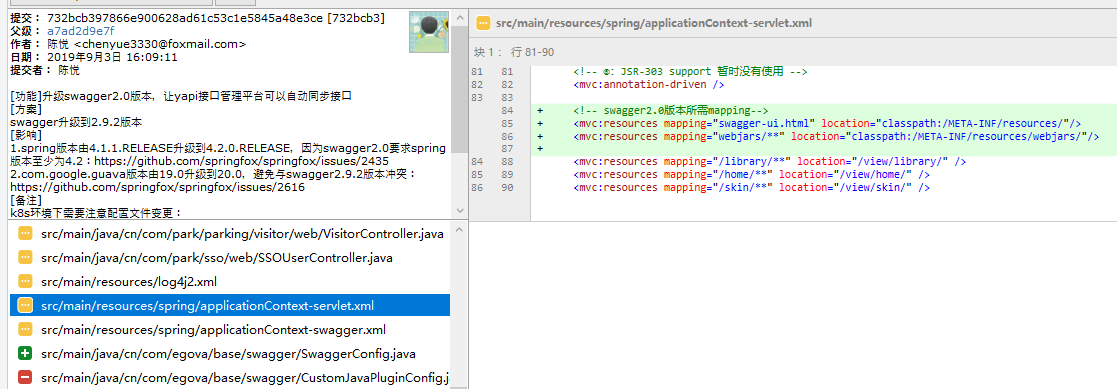 提交： 732bcb397866e900628ad61c53c1e5845a48e3ce [732bcb3]
父级： a7ad2d9e7f
作者： 陈悦 <chenyue3330@foxmail.com>
日期： 2019年9月3日 16:09:11
提交者： 陈悦
[功能]升级swagger2.0版本，让yapi接口管理平台可以自动同步接口
[方案]
swagger升级到2.9.2版本
[影响]
1.spring版本由4.1.1.RELEASE升级到4.2.0.RELEASE，因为swagger2.0要求spring
版本至少为4.2：https://github.com/springfox/springfox/issues/2435
2.com.google.guava版本由19.0升级到20.0，避免与swagger2.9.2版本冲突：
https://github.com/springfox/springfox/issues/2616
[备注]
k8s环境下需要注意配置文件变更：
src/main/java/cn/com/park/parking/visitor/web/VisitorController.java
src/main/java/cn/com/park/sso/web/SSOUserController.java
src/main/resources/log4j2.xml
src/main/resources/spring/applicationContext-servlet.xml
src/main/resources/spring/applicationContext-swagger.xml
src/main/java/cn/com/egova/base/swagger/SwaggerConfig.java
src/main/java/cn/com/egova/base/swagger/CustomJavaPluginConfig.ja
src/main/resources/spring/applicationContext-servlet.xml
块 1： 行 81-90
81 81 <!-- ⑥：JSR-303 support 暂时没有使用 -->
82 82 <mvc:annotation-driven />
83 83
84 + <!-- swagger2.0版本所需mapping-->
85 + <mvc:resources mapping="swagger-ui.html" location="classpath:/META-INF/resources/"/>
86 + <mvc:resources mapping="webjars/**" location="classpath:/META-INF/resources/webjars/"/>
87 +
84 88 <mvc:resources mapping="/library/**" location="/view/library/" />
85 89 <mvc:resources mapping="/home/**" location="/view/home/" />
86 90 <mvc:resources mapping="/skin/**" location="/view/skin/" />